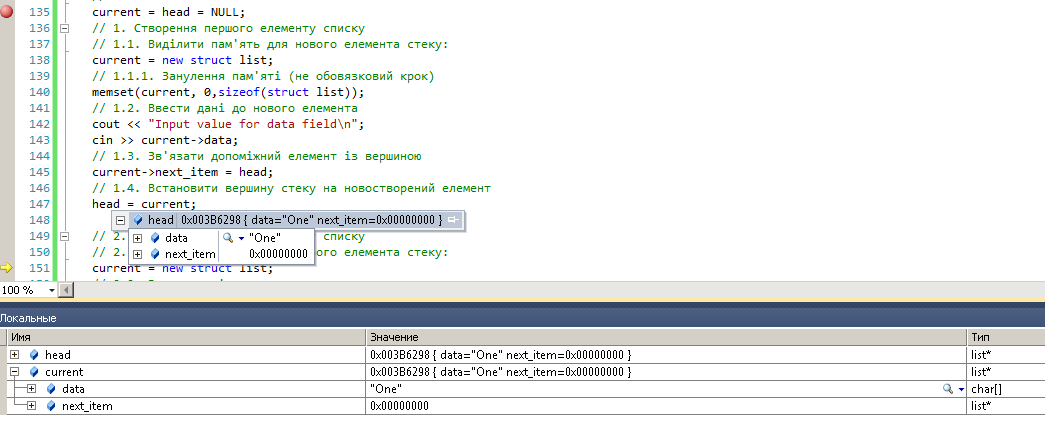 135 current = head = NULL;
136 // 1. Створення першого елементу списку
137 // 1.1. Виділити пам'ять для нового елемента стеку:
138 current = new struct list;
139 // 1.1.1. Занулення пам'яті (не обовязковий крок)
140 memset(current, 0,sizeof(struct list));
141 // 1.2. Ввести дані до нового елемента
142 cout << "Input value for data field\n";
143 cin >> current->data;
144 // 1.3. Зв'язати допоміжний елемент із вершиною
145 current->next_item = head;
146 // 1.4. Встановити вершину стеку на новостворений елемент
147 head = current;
148 head 0x003B6298 { data="One" next_item=0x00000000 }
149 // 2. data "One" списку
150 // 2. next_item 0x00000000 ого елемента стеку:
151 current = new struct list;
100 %
Локальные
Имя Значение Тип
head 0x003B6298 { data="One" next_item=0x00000000 } list*
current 0x003B6298 { data="One" next_item=0x00000000 } list*
data "One" char[]
next_item 0x00000000 list*